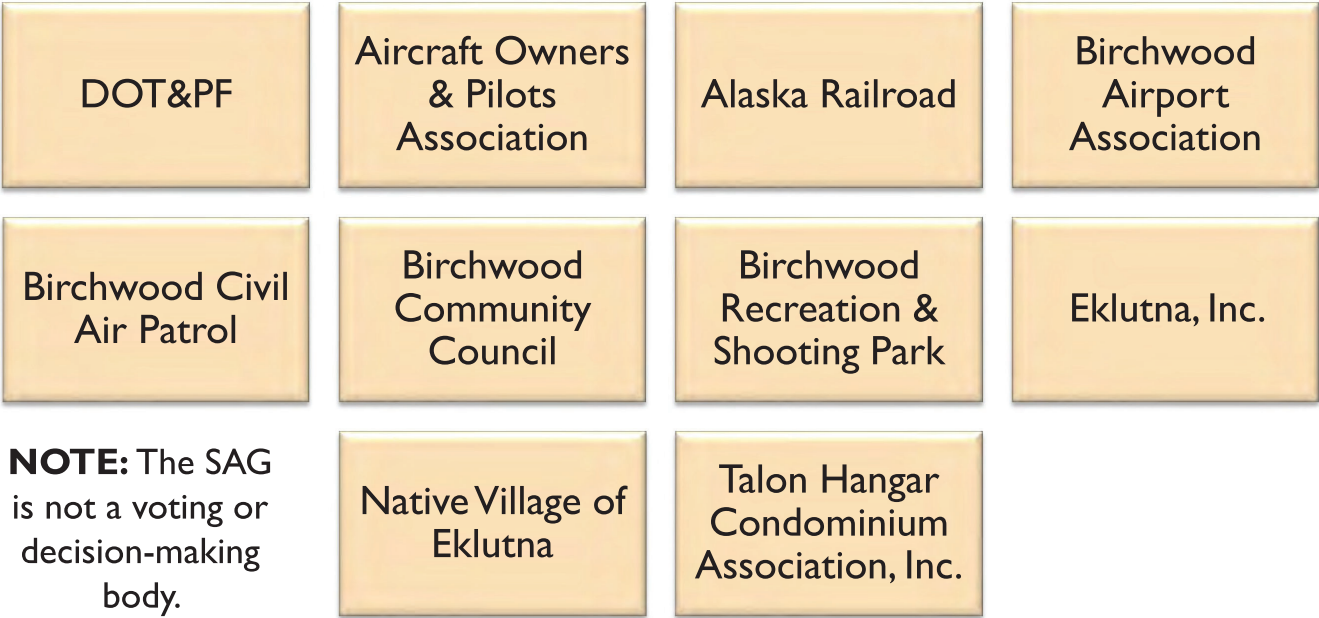 DOT&PF
Aircraft Owners
& Pilots
Association
Alaska Railroad
Birchwood
Airport
Association
Birchwood Civil
Air Patrol
Birchwood
Community
Council
Birchwood
Recreation &
Shooting Park
Eklutna, Inc.
NOTE: The SAG
is not a voting or
decision-making
body.
Native Village of
Eklutna
Talon Hangar
Condominium
Association, Inc.